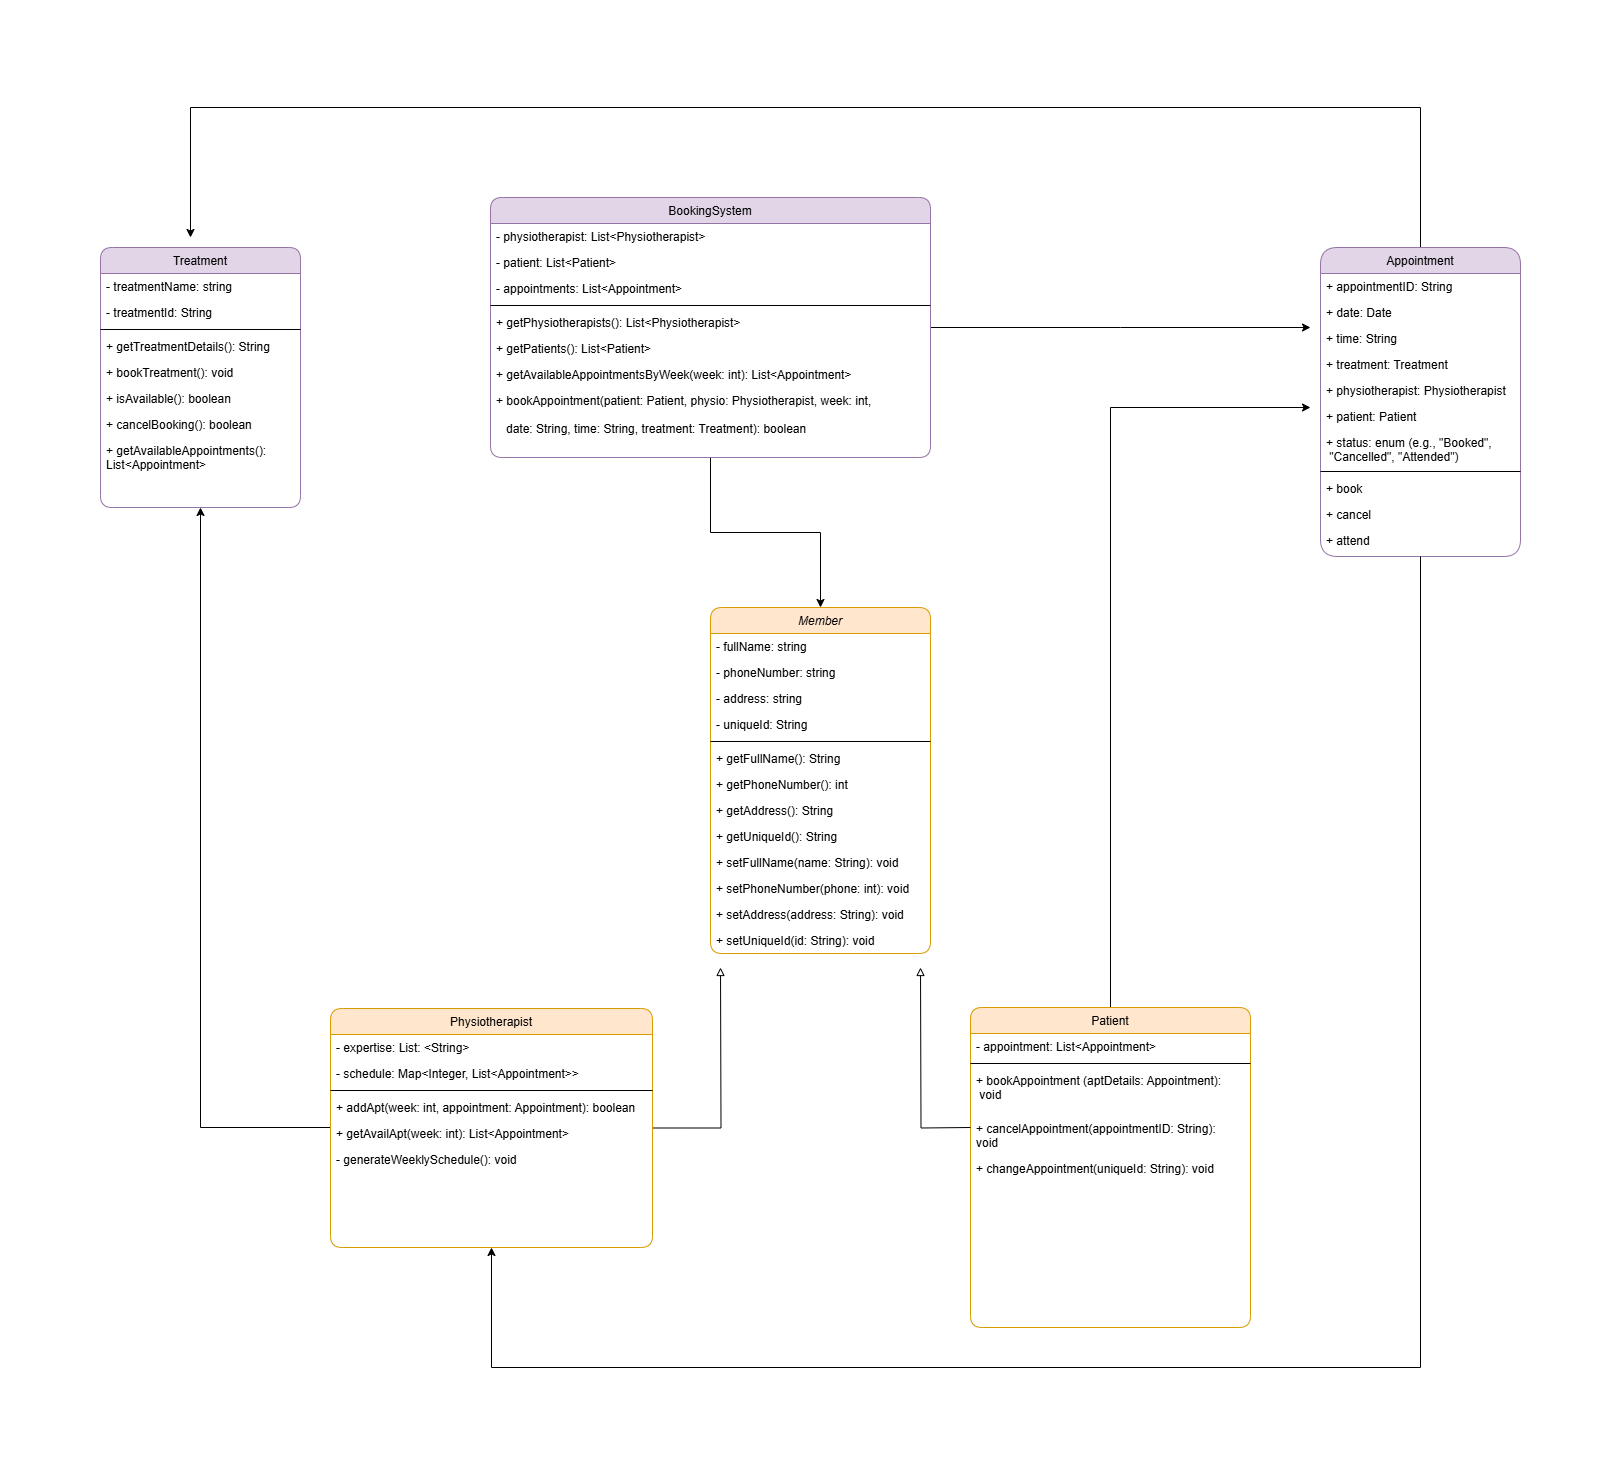 BookingSystem
- physiotherapist: List<Physiotherapist>
- patient: List<Patient>
- appointments: List<Appointment>
+ getPhysiotherapists(): List<Physiotherapist>
+ getPatients(): List<Patient>
+ getAvailableAppointmentsByWeek(week: int): List<Appointment>
+ bookAppointment(patient: Patient, physio: Physiotherapist, week: int,
date: String, time: String, treatment: Treatment): boolean
Treatment
- treatmentName: string
- treatmentId: String
+ getTreatmentDetails(): String
+ bookTreatment(): void
+ isAvailable(): boolean
+ cancelBooking(): boolean
+ getAvailableAppointments():
List<Appointment>
Appointment
+ appointmentID: String
+ date: Date
+ time: String
+ treatment: Treatment
+ physiotherapist: Physiotherapist
+ patient: Patient
+ status: enum (e.g., "Booked",
"Cancelled", "Attended")
+ book
+ cancel
+ attend
Member
- fullName: string
- phoneNumber: string
- address: string
- uniqueId: String
+ getFullName(): String
+ getPhoneNumber(): int
+ getAddress(): String
+ getUniqueId(): String
+ setFullName(name: String): void
+ setPhoneNumber(phone: int): void
+ setAddress(address: String): void
+ setUniqueId(id: String): void
Physiotherapist
- expertise: List: <String>
- schedule: Map<Integer, List<Appointment>>
+ addApt(week: int, appointment: Appointment): boolean
+ getAvailApt(week: int): List<Appointment>
- generateWeeklySchedule(): void
Patient
- appointment: List<Appointment>
+ bookAppointment (aptDetails: Appointment):
void
+ cancelAppointment(appointmentID: String):
void
+ changeAppointment(uniqueId: String): void